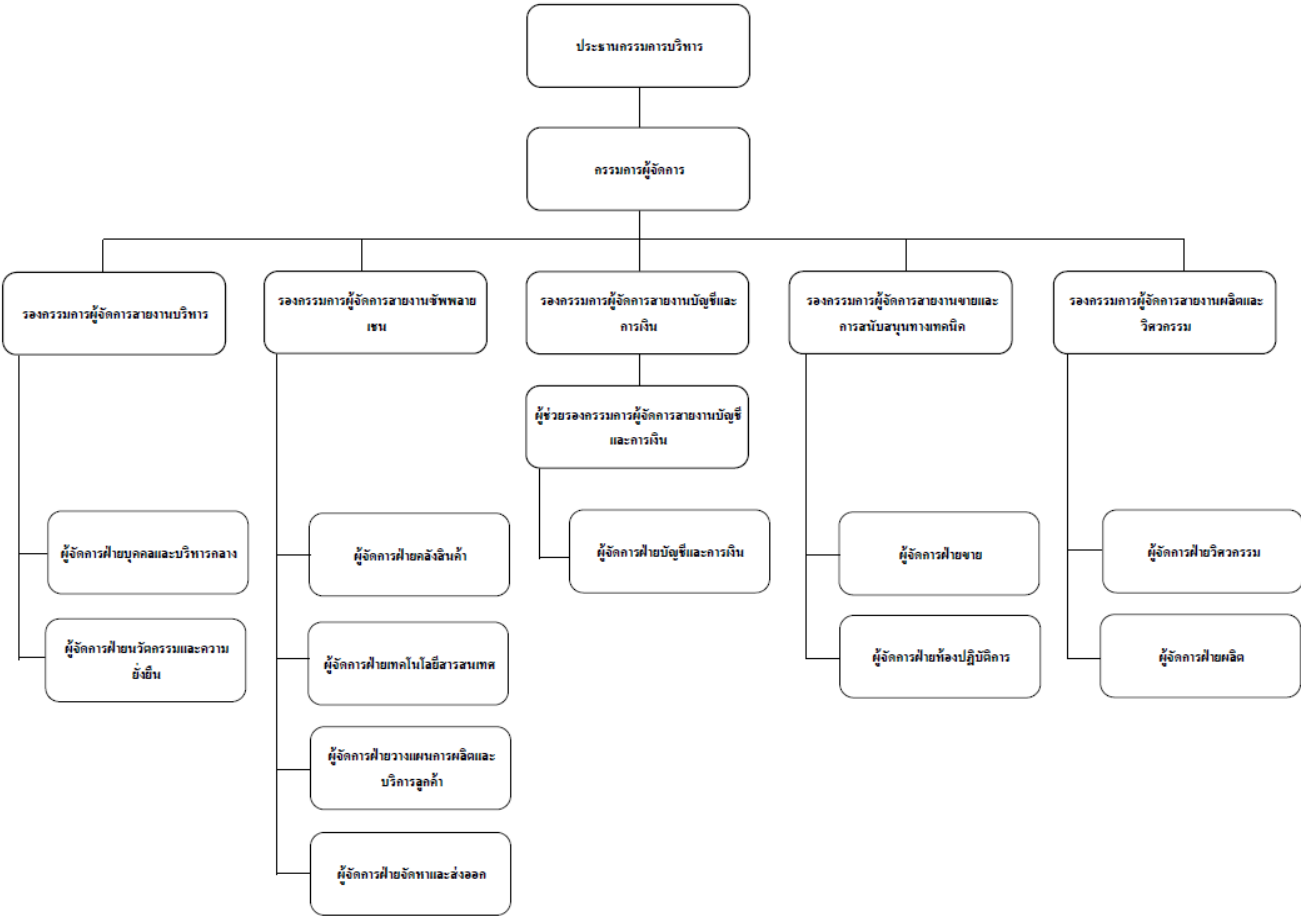 ประธานกรรมการบริหาร
กรรมการผู้จัดการ
รองกรรมการผู้จัดการสายงานบริหาร
รองกรรมการผู้จัดการสายงานซัพพลาย
เชน
รองกรรมการผู้จัดการสายงานบัญชีและ
การเงิน
รองกรรมการผู้จัดการสายงานขายและ
การสนับสนุนทางเทคนิค
รองกรรมการผู้จัดการสายงานผลิตและ
วิศวกรรม
ผู้ช่วยรองกรรมการผู้จัดการสายงานบัญชี
และการเงิน
ผู้จัดการฝ่ายบุคคลและบริหารกลาง
ผู้จัดการฝ่ายนวัตกรรมและความ
ยั่งยืน
ผู้จัดการฝ่ายคลังสินค้า
ผู้จัดการฝ่ายเทคโนโลยีสารสนเทศ
ผู้จัดการฝ่ายวางแผนการผลิตและ
บริการลูกค้า
ผู้จัดการฝ่ายจัดหาและส่งออก
ผู้จัดการฝ่ายบัญชีและการเงิน
ผู้จัดการฝ่ายขาย
ผู้จัดการฝ่ายห้องปฏิบัติการ
ผู้จัดการฝ่ายวิศวกรรม
ผู้จัดการฝ่ายผลิต